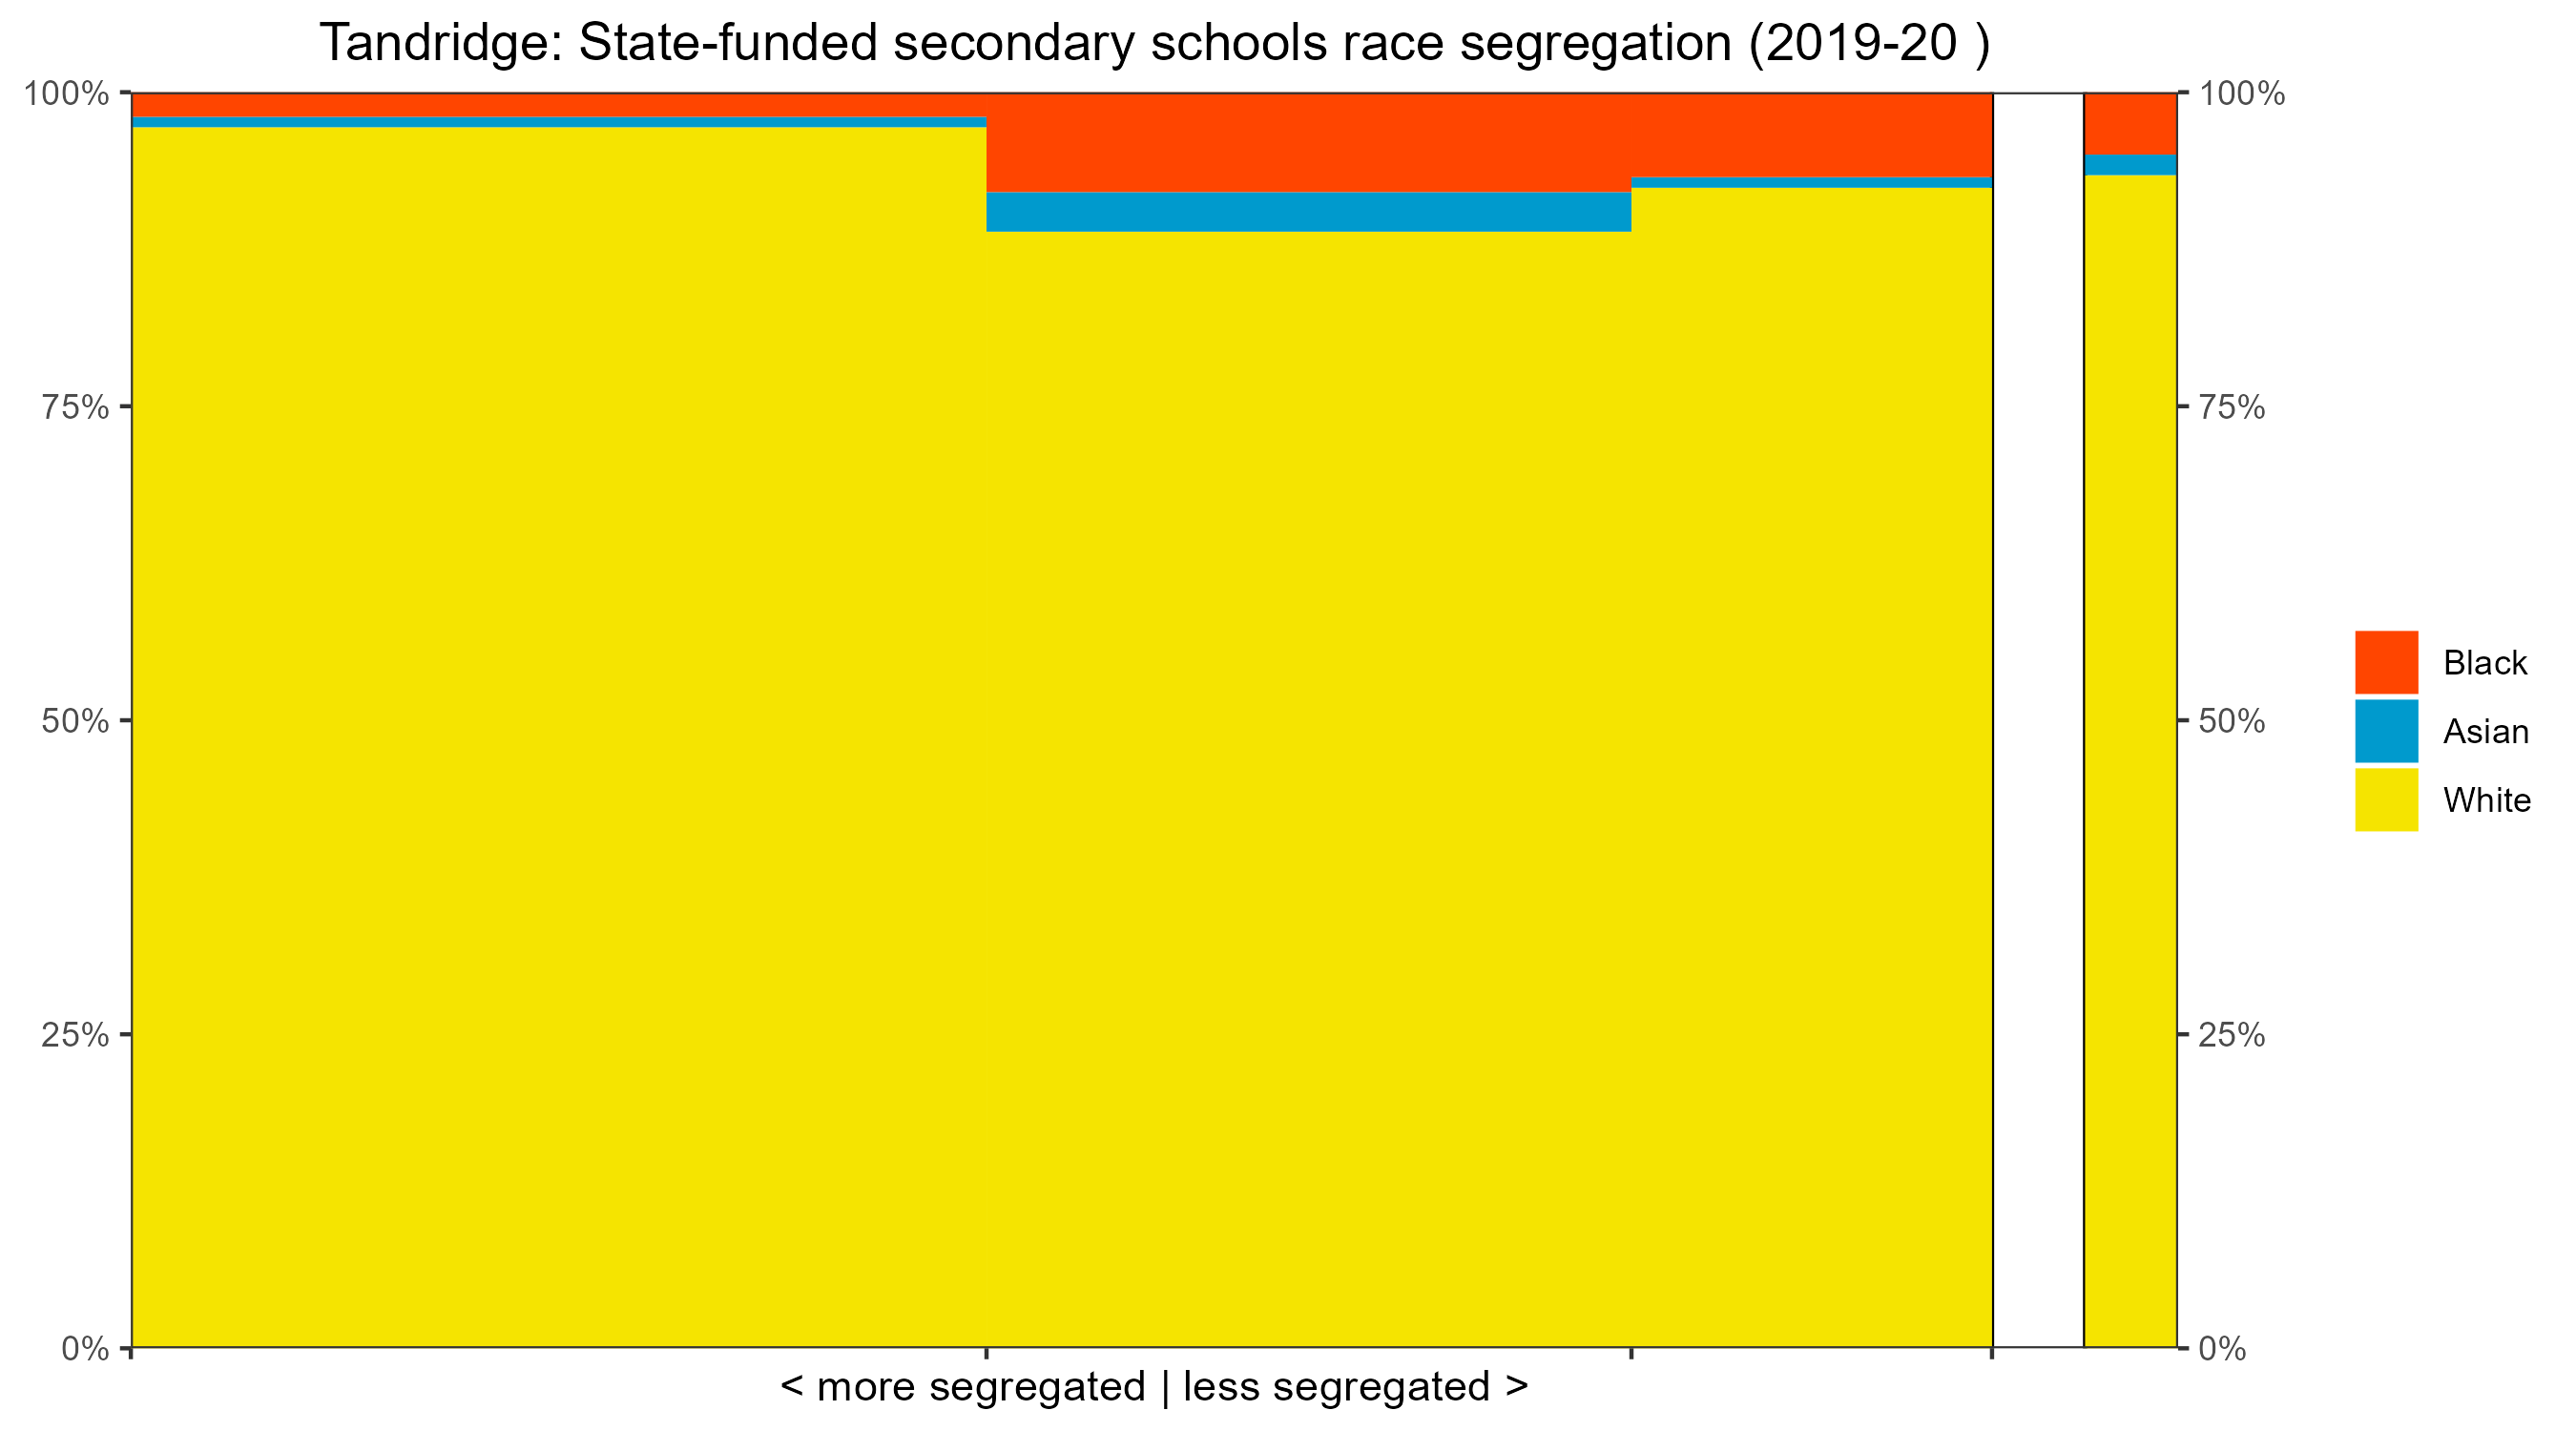 Tandridge: State-funded secondary schools race segregation (2019-20 )
100%
100%
75%
75%
50%
50%
25%
25%
0%
0%
Black
Asian
White
< more segregated | less segregated >